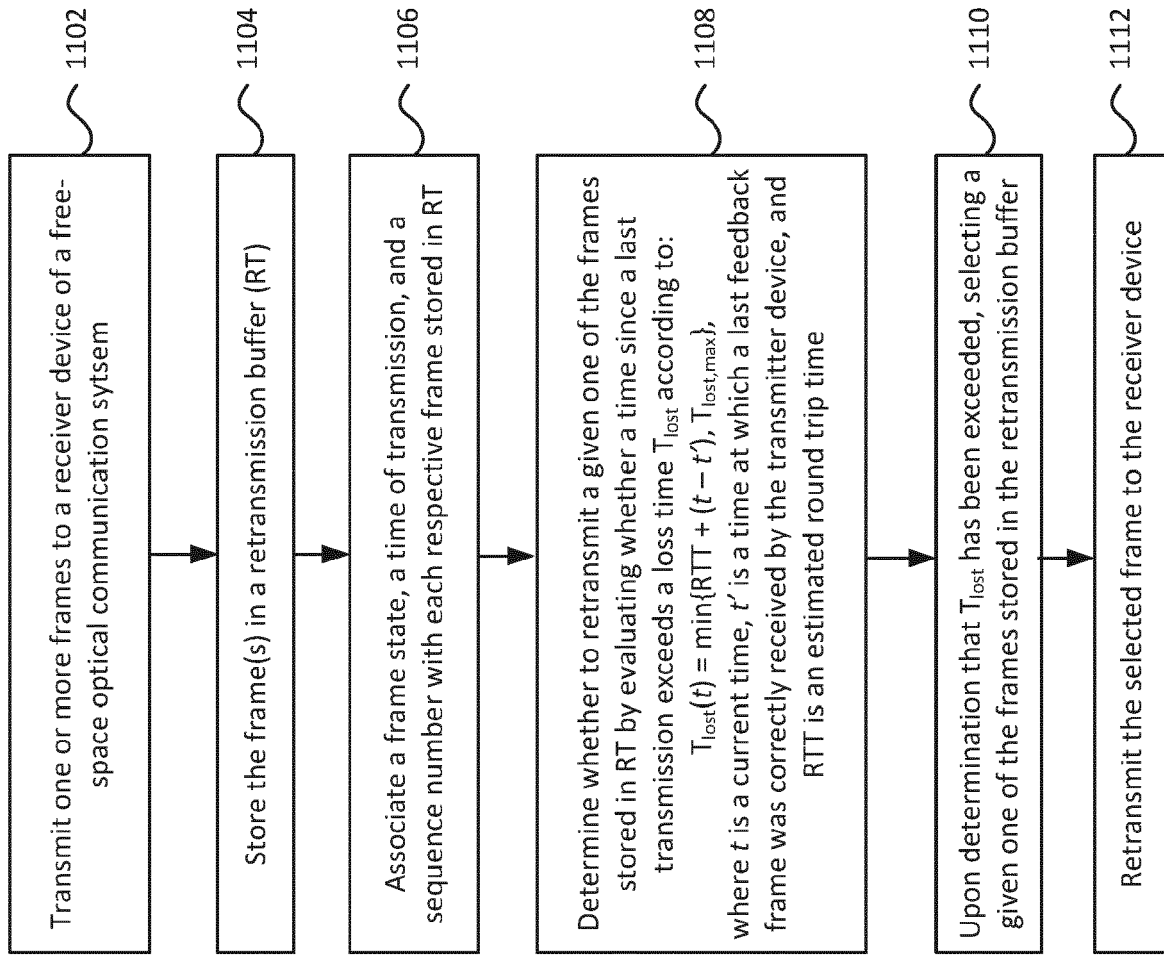 Transmit one or more frames to a receiver device of a free-
space optical communication sytsem
1102
Store the frame(s) in a retransmission buffer (RT)
1104
Associate a frame state, a time of transmission, and a
sequence number with each respective frame stored in RT
1106
Determine whether to retransmit a given one of the frames
stored in RT by evaluating whether a time since a last
transmission exceeds a loss time T_lost according to:
T_lost(t) = min{RTT + (t – t′), T_lost,max},
where t is a current time, t′ is a time at which a last feedback
frame was correctly received by the transmitter device, and
RTT is an estimated round trip time
1108
Upon determination that T_lost has been exceeded, selecting a
given one of the frames stored in the retransmission buffer
1110
Retransmit the selected frame to the receiver device
1112